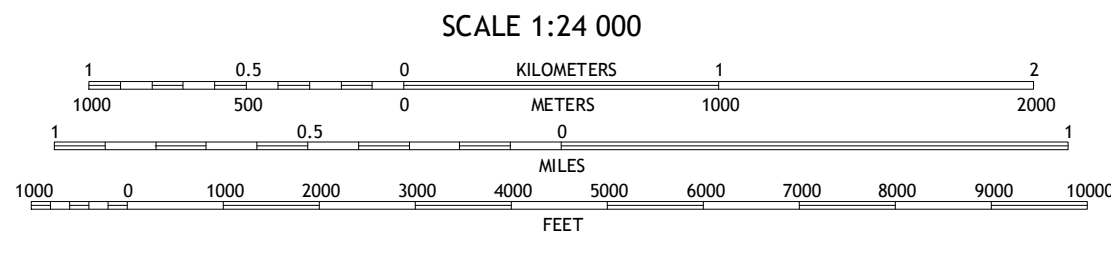 SCALE 1:24 000
1 0.5 0 KILOMETERS 1 2
1000 500 0 METERS 1000 2000
1 0.5 0 1
MILES
1000 0 1000 2000 3000 4000 5000 6000 7000 8000 9000 10000
FEET